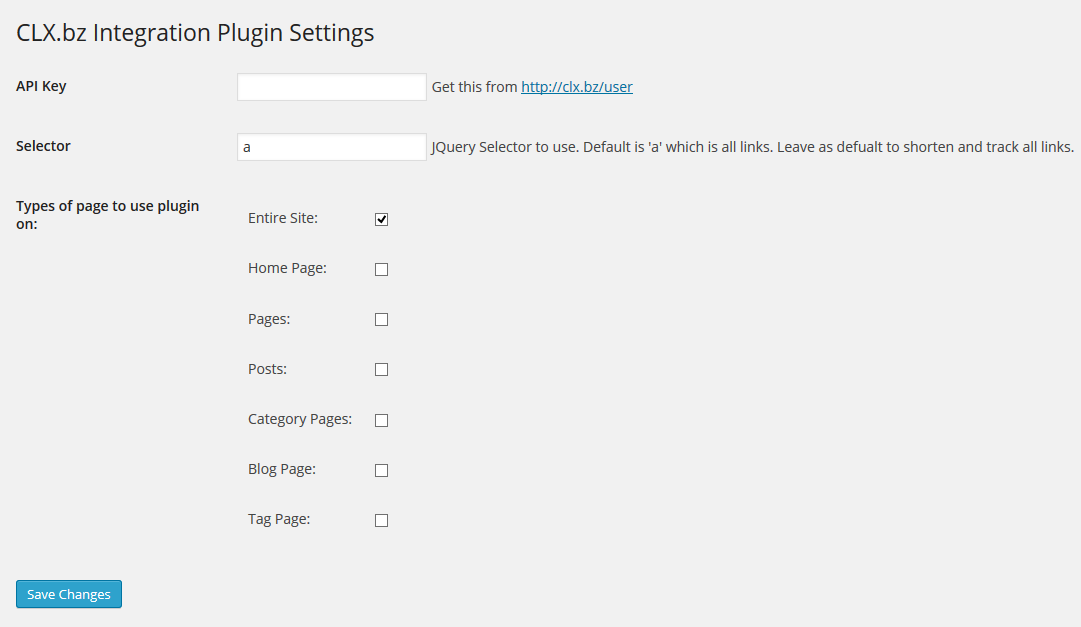 CLX.bz Integration Plugin Settings
API Key Get this from http://clx.bz/user
Selector a JQuery Selector to use. Default is 'a' which is all links. Leave as defualt to shorten and track all links.
Types of page to use plugin
on:
Entire Site:
Home Page:
Pages:
Posts:
Category Pages:
Blog Page:
Tag Page:
Save Changes